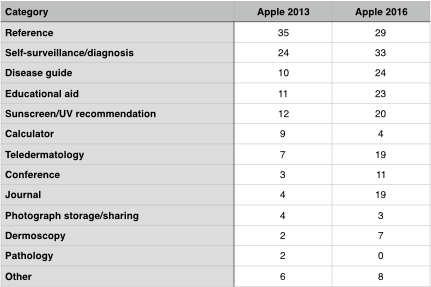 Category Apple 2013 Apple 2016
Reference 35 29
Self-surveillance/diagnosis 24 33
Disease guide 10 24
Educational aid 11 23
Sunscreen/UV recommendation 12 20
Calculator 9 4
Teledermatology 7 19
Conference 3 11
Journal 4 19
Photograph storage/sharing 4 3
Dermoscopy 2 7
Pathology 2 0
Other 6 8